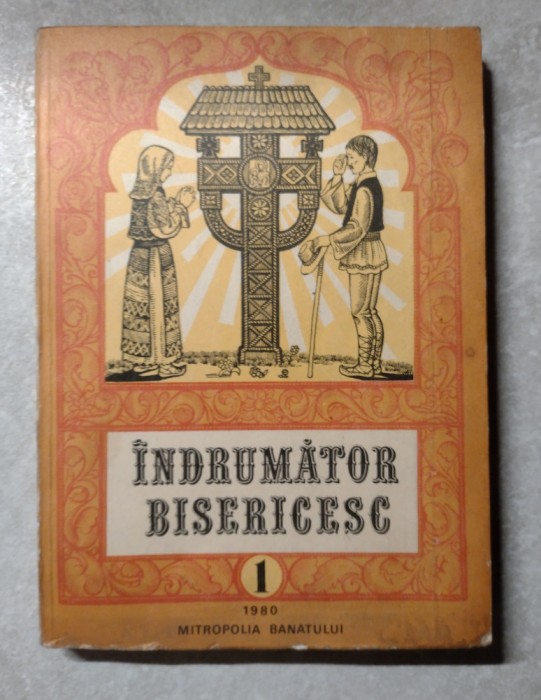 ÎNDRUMĂTOR
BISERICESC
1
1980
MITROPOLIA BANATULUI